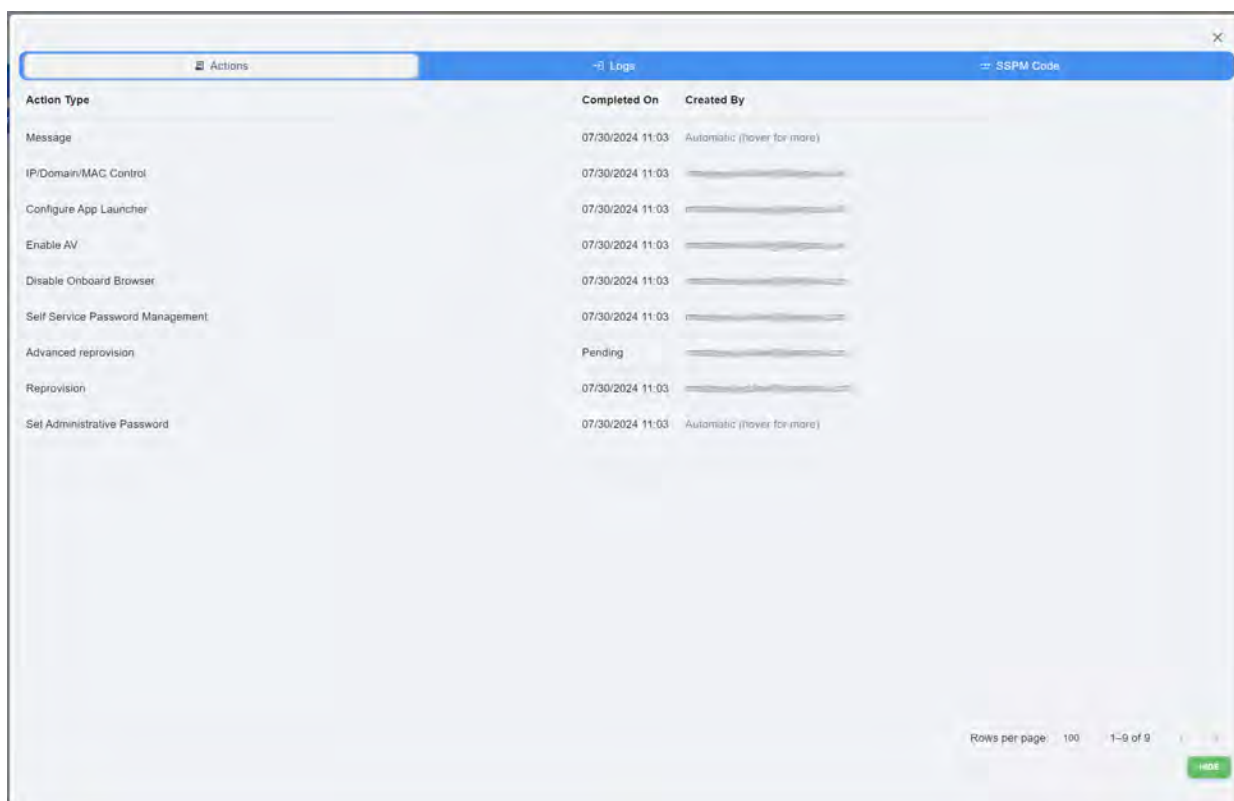 Actions
Logs
SSPM Code
Action Type Completed On Created By
Message 07/30/2024 11:03 Automatic (hover for more)
IP/Domain/MAC Control 07/30/2024 11:03
Configure App Launcher 07/30/2024 11:03
Enable AV 07/30/2024 11:03
Disable Onboard Browser 07/30/2024 11:03
Self Service Password Management 07/30/2024 11:03
Advanced reprovision Pending
Reprovision 07/30/2024 11:03
Set Administrative Password 07/30/2024 11:03 Automatic (hover for more)
Rows per page: 100 1–9 of 9
HIDE